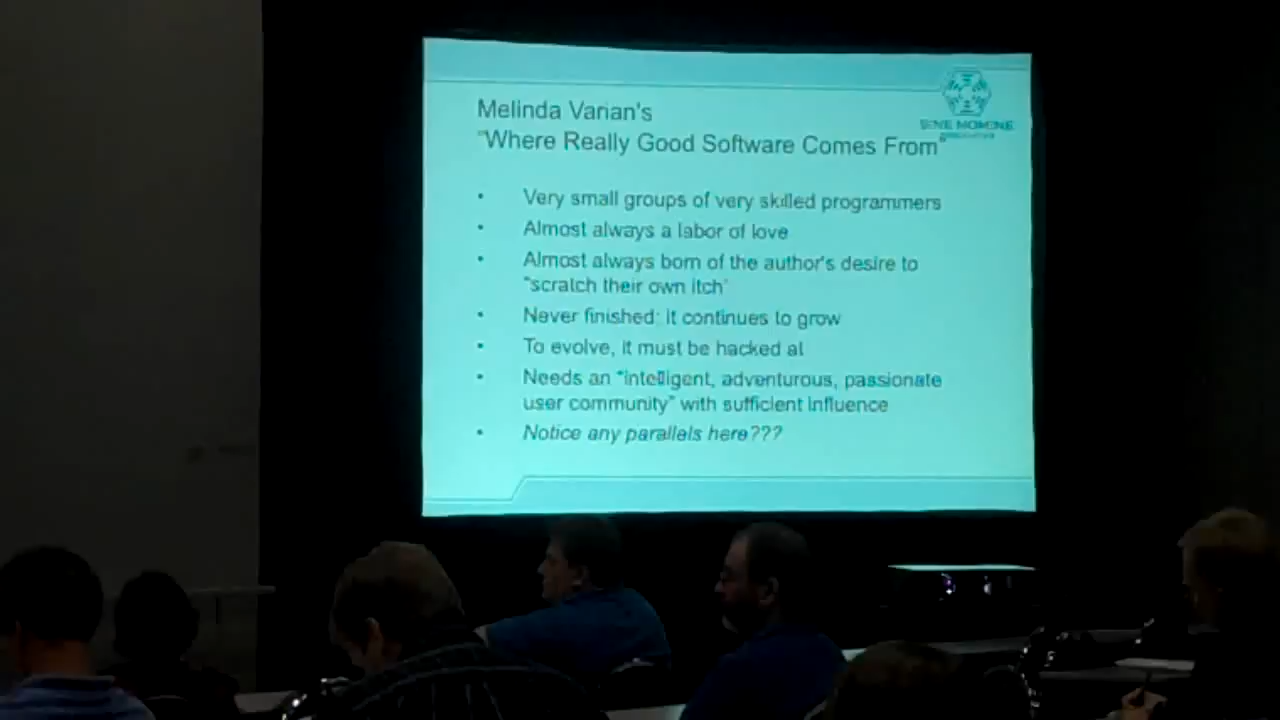 Melinda Varian's
"Where Really Good Software Comes From"
SINE NOMINE
• Very small groups of very skilled programmers
• Almost always a labor of love
• Almost always born of the author's desire to
"scratch their own itch"
• Never finished; it continues to grow
• To evolve, it must be hacked at
• Needs an "intelligent, adventurous, passionate
user community" with sufficient influence
• Notice any parallels here???